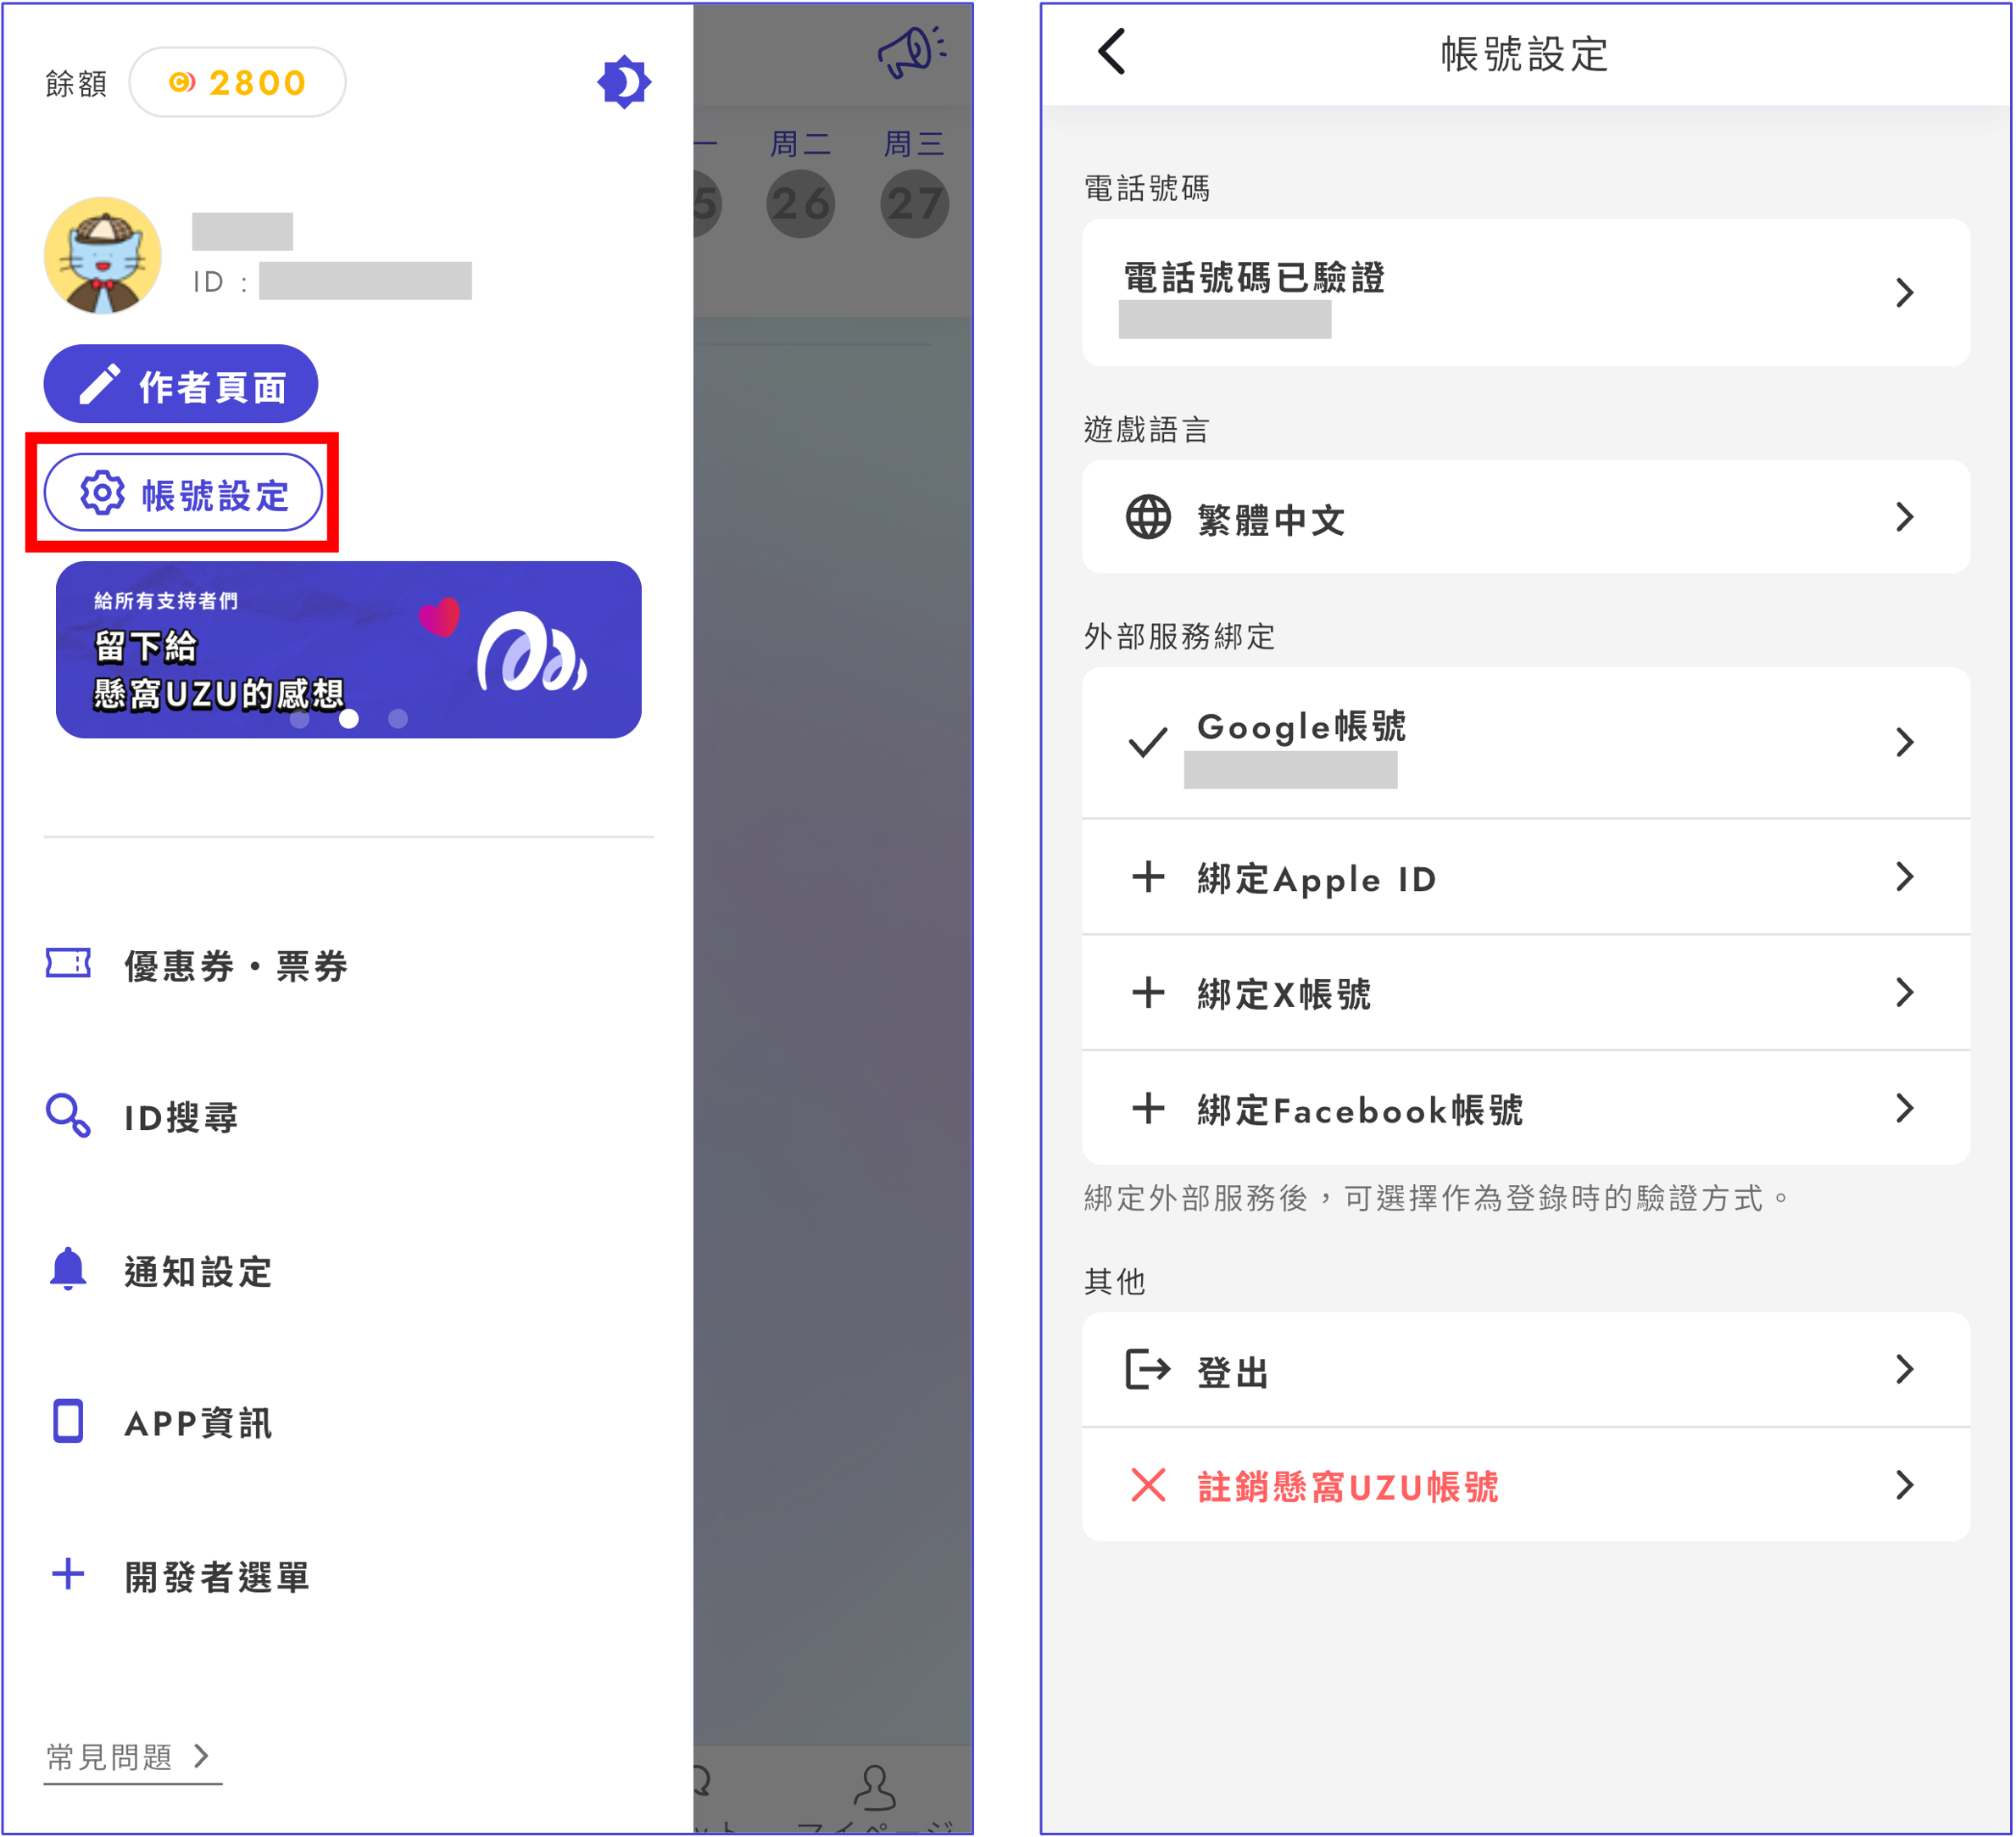 餘額
2800
一 周二 周三
5 26 27
ID :
作者頁面
帳號設定
給所有支持者們
留下給
懸窩UZU的感想
優惠券・票券
ID搜尋
通知設定
APP資訊
開發者選單
常見問題
ット マイページ
帳號設定
電話號碼
電話號碼已驗證
遊戲語言
繁體中文
外部服務綁定
Google帳號
綁定Apple ID
綁定X帳號
綁定Facebook帳號
綁定外部服務後，可選擇作為登錄時的驗證方式。
其他
登出
註銷懸窩UZU帳號